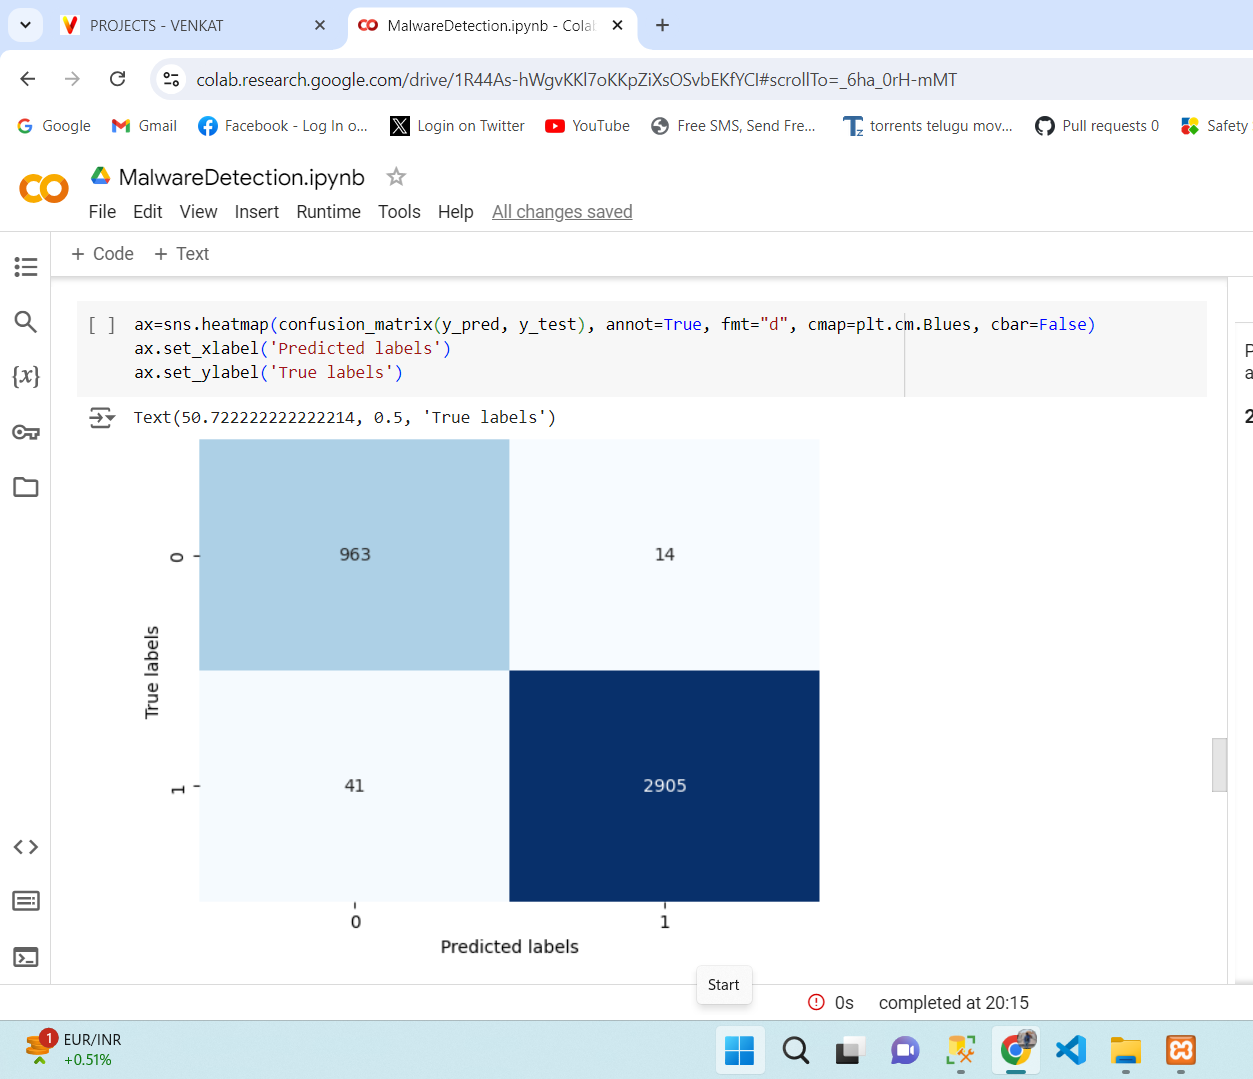 PROJECTS - VENKAT
MalwareDetection.ipynb - Cola
colab.research.google.com/drive/1R44As-hWgvKKl7oKKpZiXsOSvbEKfYCI#scrollTo=_6ha_0rH-mMT
Google
Gmail
Facebook - Log In o...
Login on Twitter
YouTube
Free SMS, Send Fre...
torrents telugu mov...
Pull requests 0
Safety
MalwareDetection.ipynb
File Edit View Insert Runtime Tools Help All changes saved
+ Code + Text
[ ] ax=sns.heatmap(confusion_matrix(y_pred, y_test), annot=True, fmt="d", cmap=plt.cm.Blues, cbar=False)
ax.set_xlabel('Predicted labels')
ax.set_ylabel('True labels')
{x}
P
a
2
Text(50.722222222222214, 0.5, 'True labels')
963
14
0
True labels
41
2905
1
0
1
Predicted labels
Start
0s completed at 20:15
1
EUR/INR
+0.51%